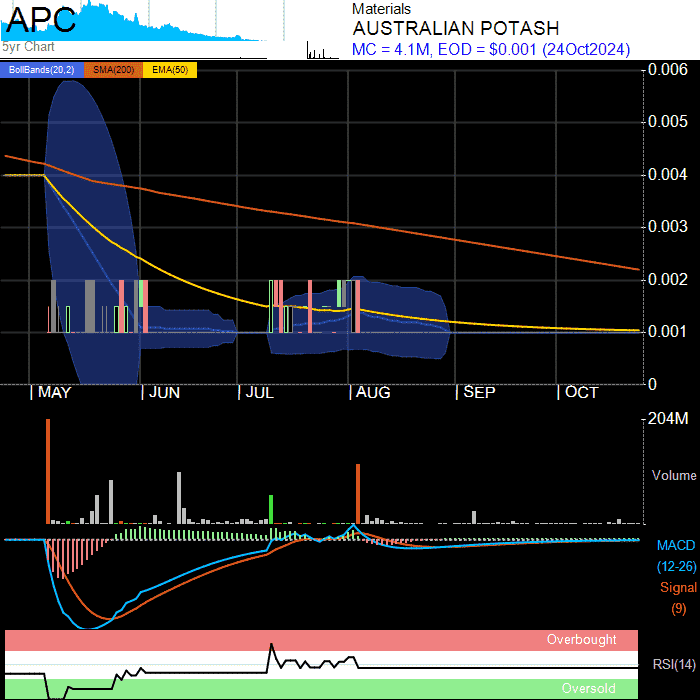 APC
5yr Chart
Materials
AUSTRALIAN POTASH
MC = 4.1M, EOD = $0.001 (24Oct2024)
BollBands(20,2) SMA(200) EMA(50)
0.006
0.005
0.004
0.003
0.002
0.001
0
MAY JUN JUL AUG SEP OCT
204M
Volume
MACD
(12-26)
Signal
(9)
Overbought
RSI(14)
Oversold